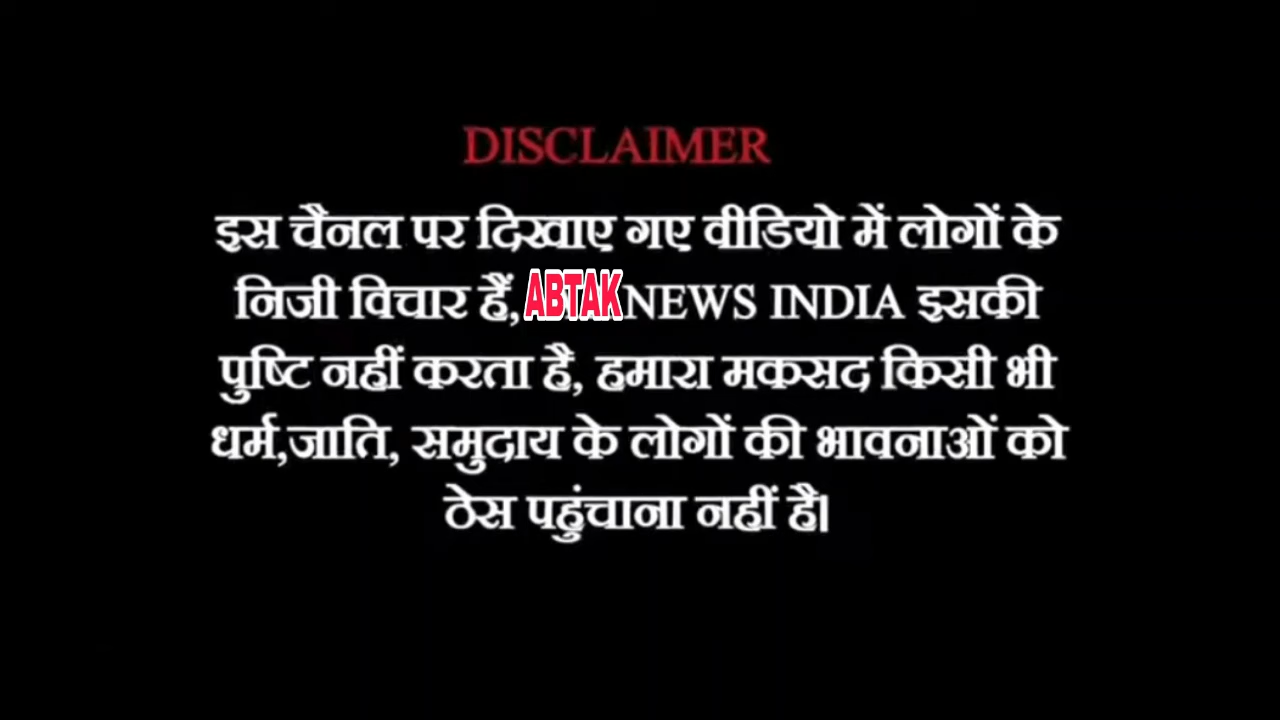 DISCLAIMER
इस चैनल पर दिखाए गए वीडियो में लोगों के
निजी विचार हैं, ABTAK NEWS INDIA इसकी
पुष्टि नहीं करता है, हमारा मकसद किसी भी
धर्म,जाति, समुदाय के लोगों की भावनाओं को
ठेस पहुंचाना नहीं है।